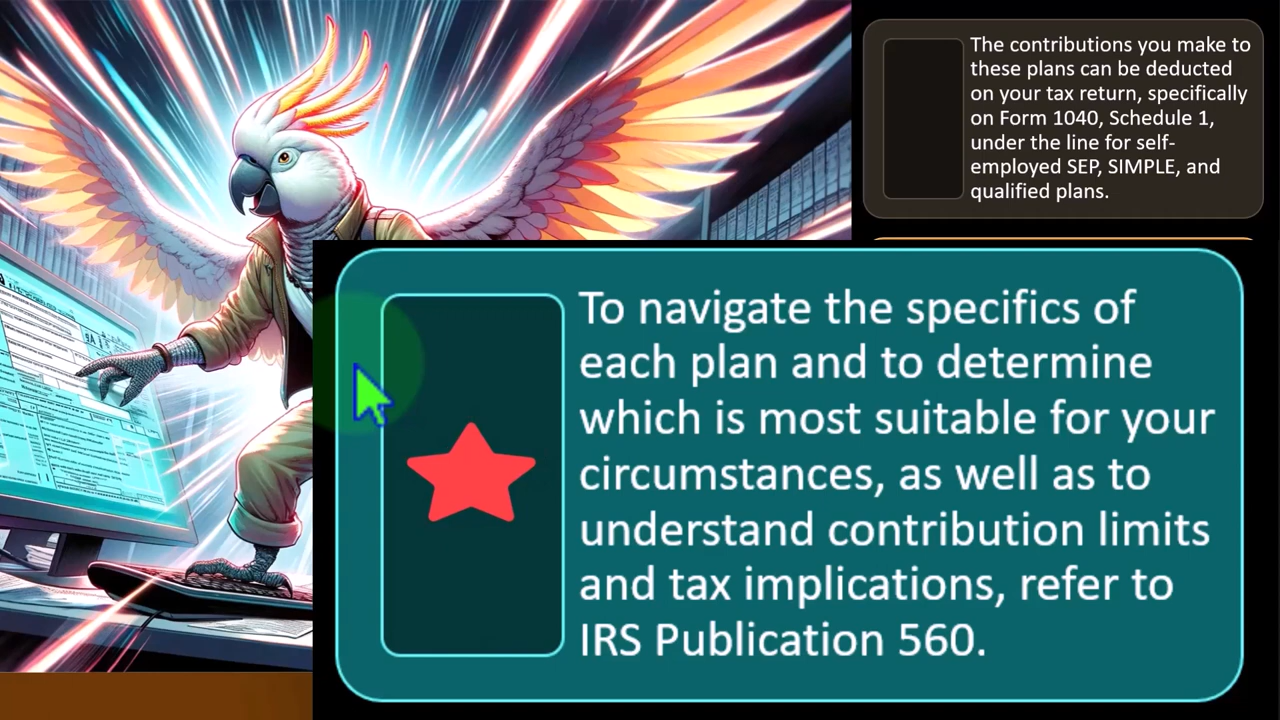 The contributions you make to
these plans can be deducted
on your tax return, specifically
on Form 1040, Schedule 1,
under the line for self-
employed SEP, SIMPLE, and
qualified plans.
To navigate the specifics of
each plan and to determine
which is most suitable for your
circumstances, as well as to
understand contribution limits
and tax implications, refer to
IRS Publication 560.